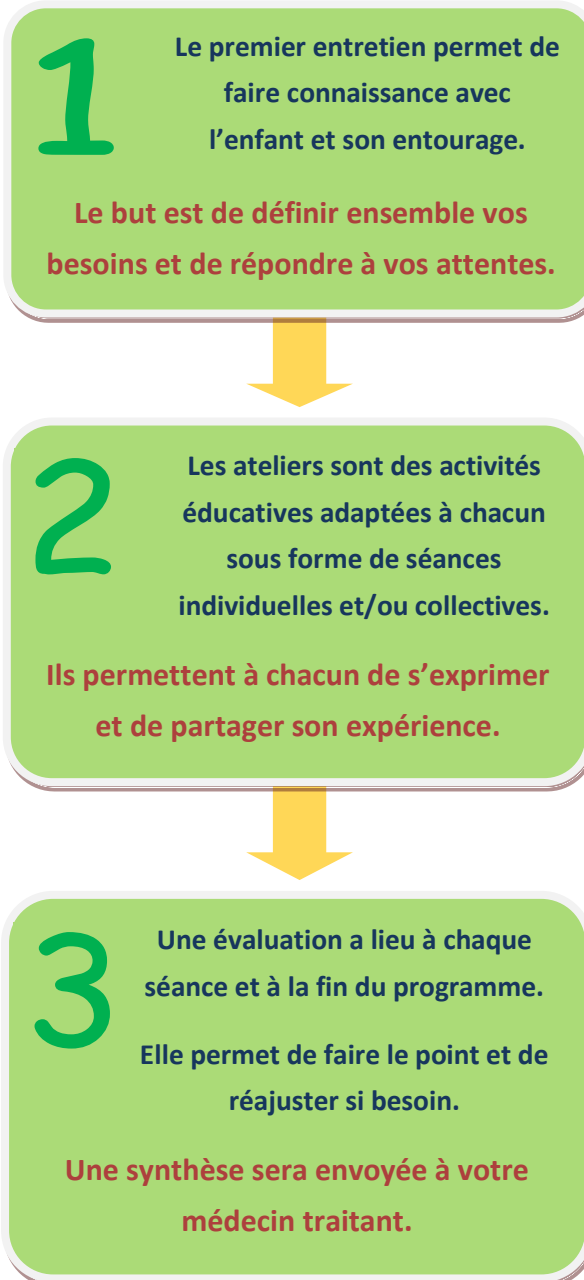 1
Le premier entretien permet de
faire connaissance avec
l’enfant et son entourage.
Le but est de définir ensemble vos
besoins et de répondre à vos attentes.
2
Les ateliers sont des activités
éducatives adaptées à chacun
sous forme de séances
individuelles et/ou collectives.
Ils permettent à chacun de s’exprimer
et de partager son expérience.
3
Une évaluation a lieu à chaque
séance et à la fin du programme.
Elle permet de faire le point et de
réajuster si besoin.
Une synthèse sera envoyée à votre
médecin traitant.